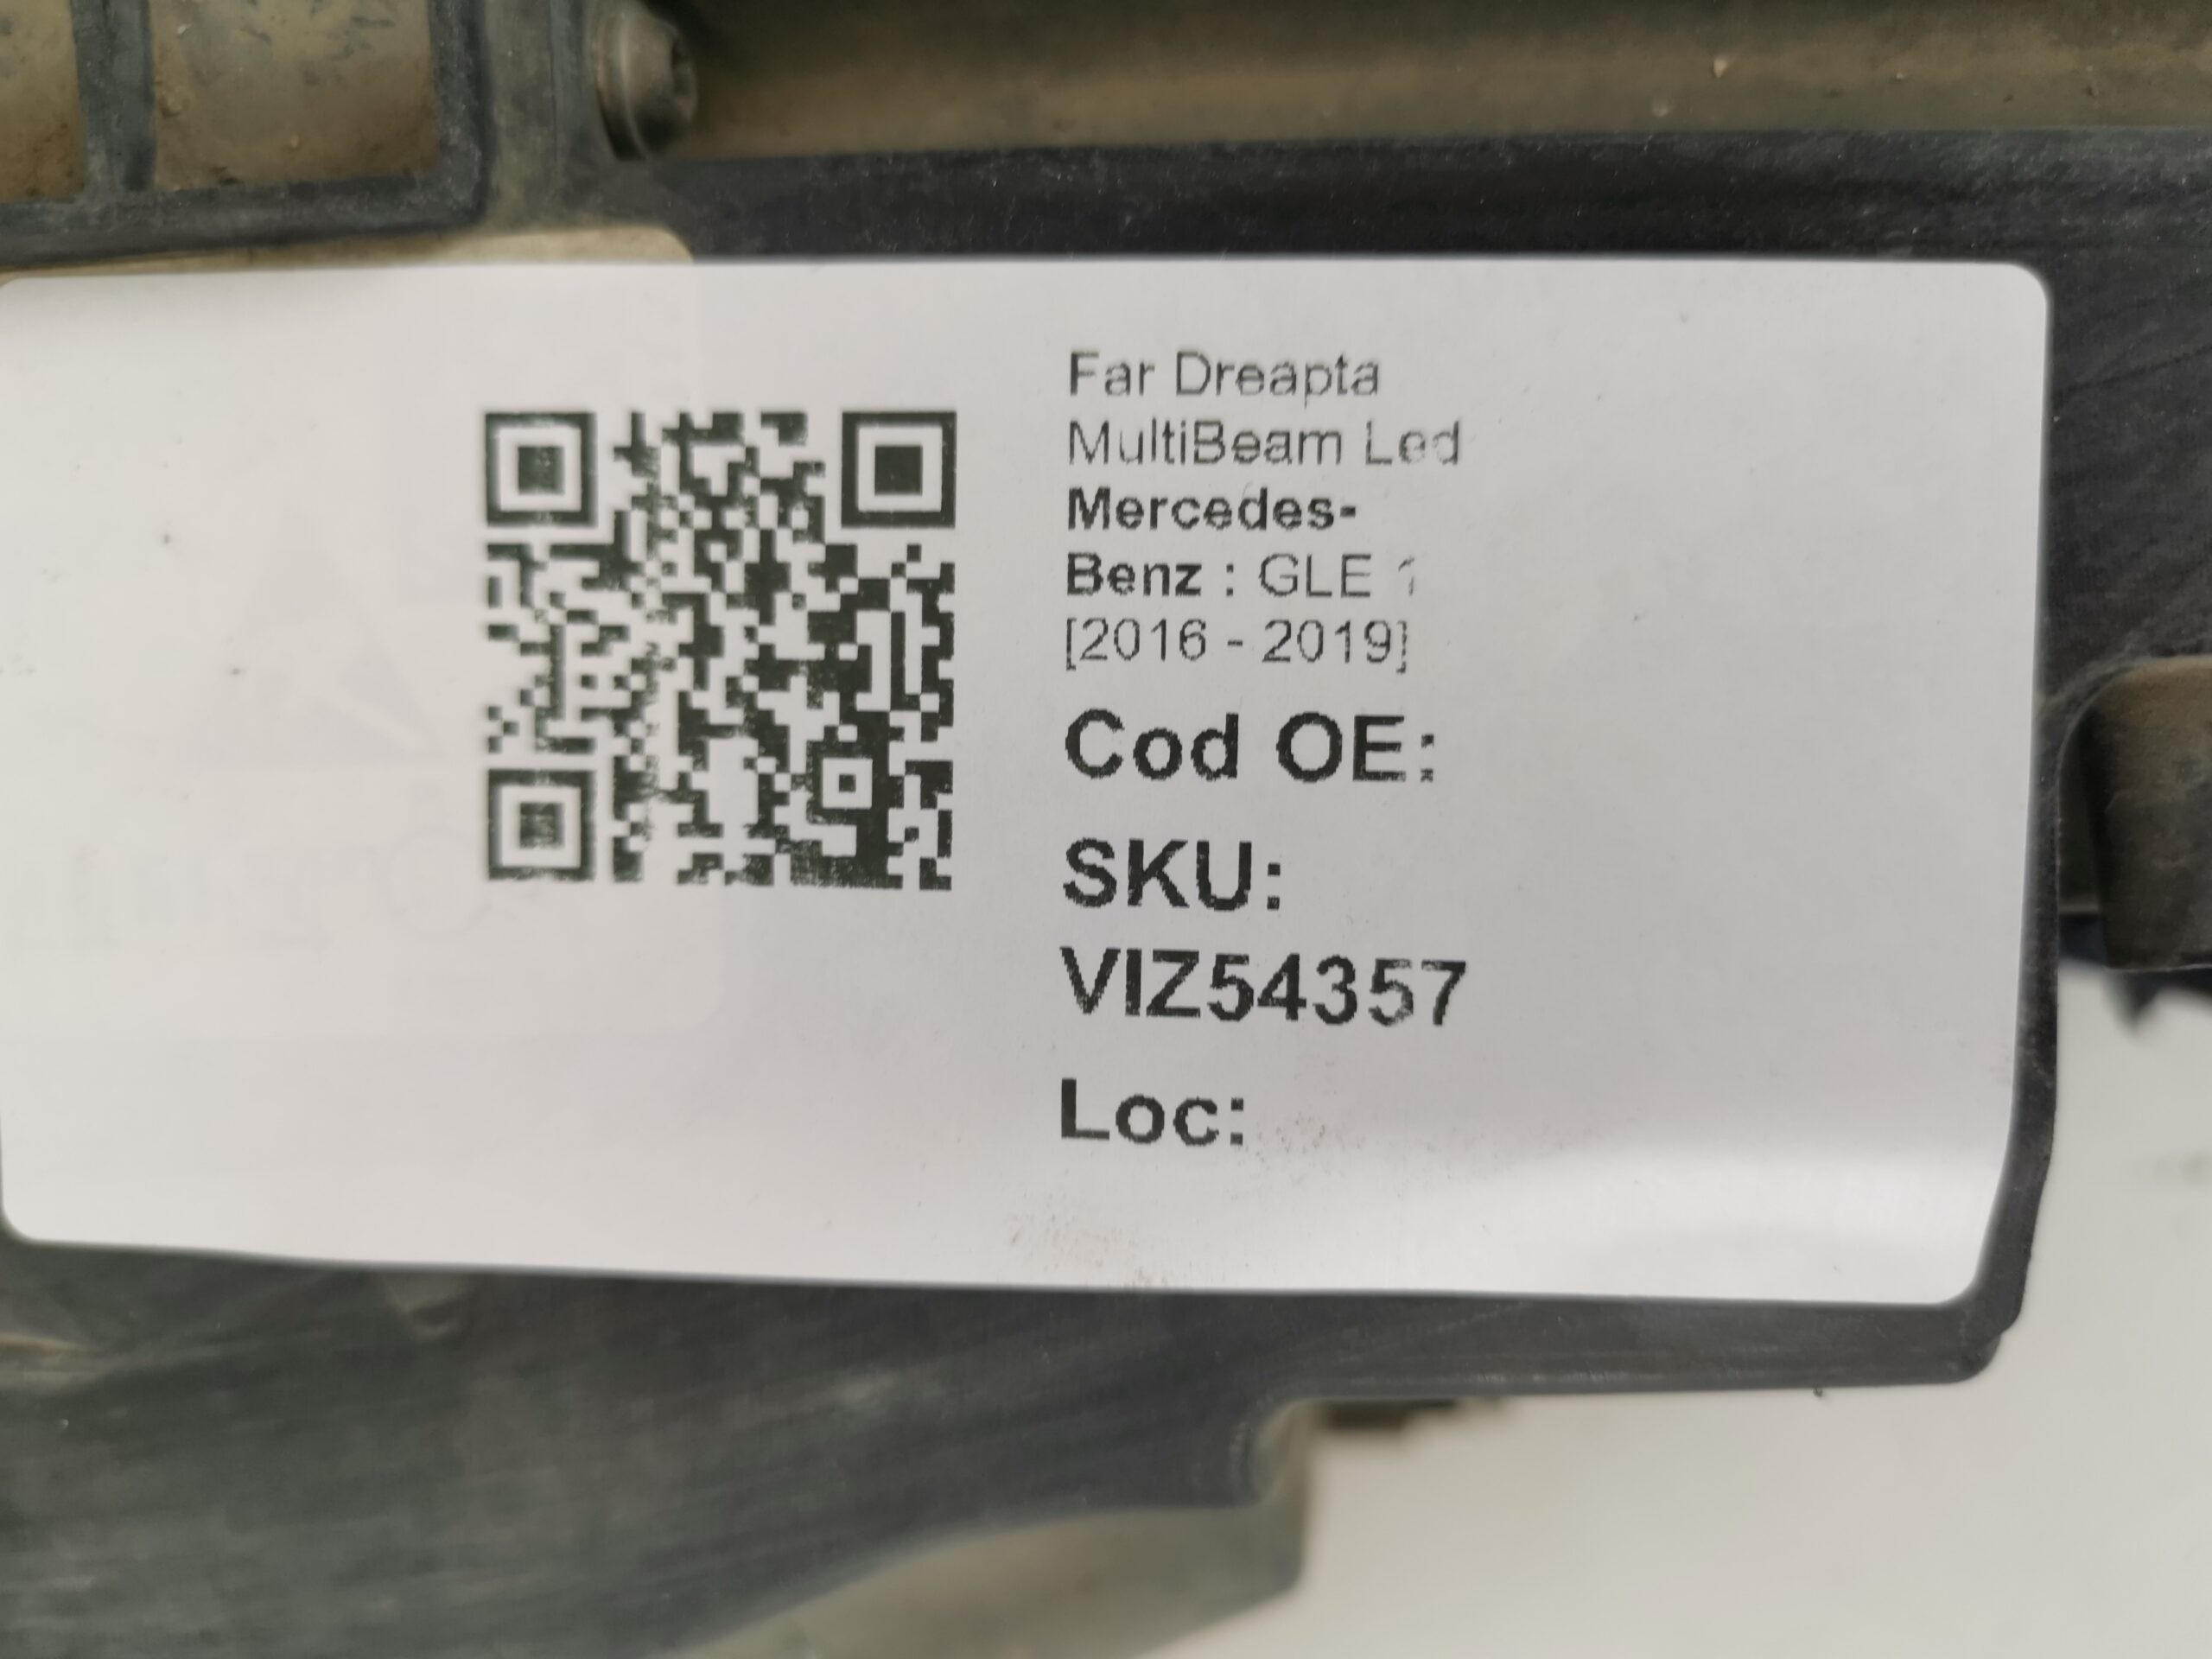 Far Dreapta
MultiBeam Led
Mercedes-
Benz : GLE 1
[2016 - 2019]
Cod OE:
SKU:
VIZ54357
Loc: